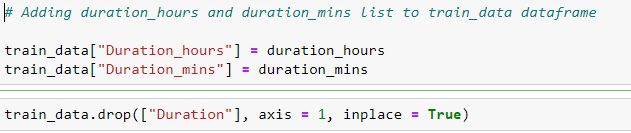 # Adding duration_hours and duration_mins list to train_data dataframe
train_data["Duration_hours"] = duration_hours
train_data["Duration_mins"] = duration_mins
train_data.drop(["Duration"], axis = 1, inplace = True)